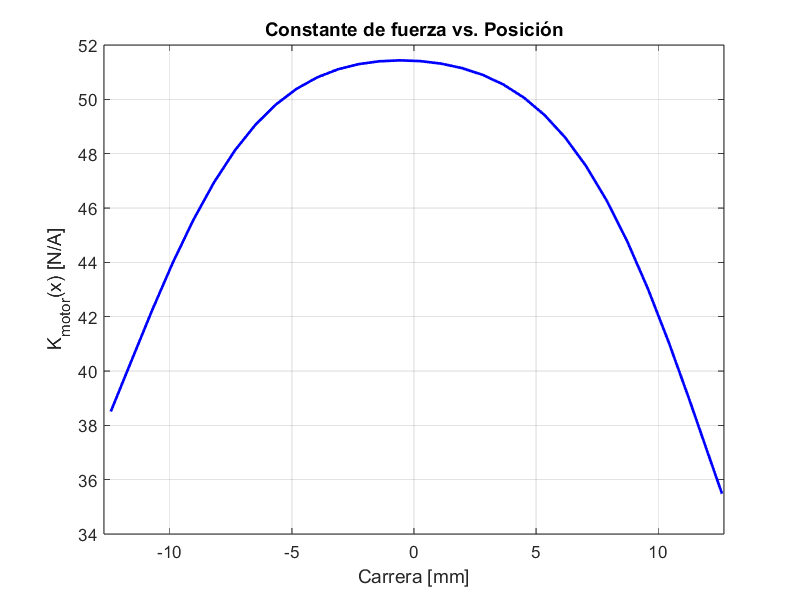 Constante de fuerza vs. Posición
52
50
48
46
44
42
40
38
36
34
K_motor(x) [N/A]
-10 -5 0 5 10
Carrera [mm]